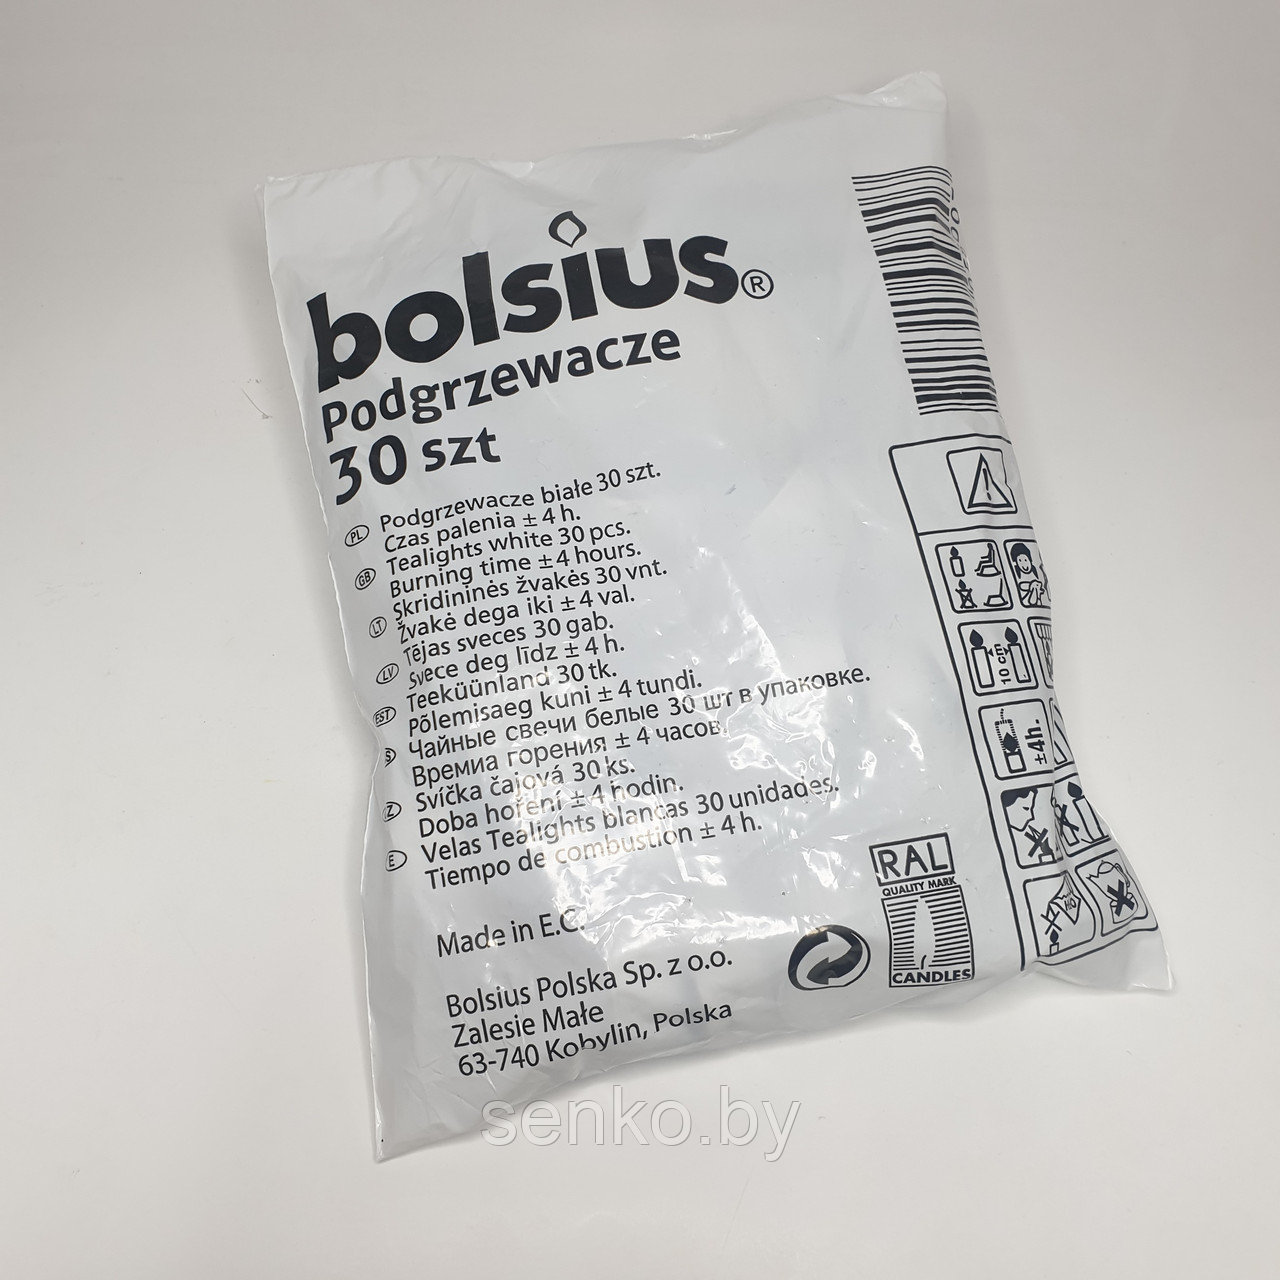 bolsius®
Podgrzewacze
30 szt
PL Podgrzewacze białe 30 szt.
Czas palenia ± 4 h.
GB Tealights white 30 pcs.
Burning time ± 4 hours.
LT Skridininės žvakės 30 vnt.
Žvakė dega iki ± 4 val.
LV Tējas sveces 30 gab.
Svece deg līdz ± 4 h.
EST Teeküünland 30 tk.
Põlemisaeg kuni ± 4 tundi.
S Чайные свечи белые 30 шт в упаковке.
Времиа горения ± 4 часов.
Z Svíčka čajová 30 ks.
Doba hoření ± 4 hodin.
E Velas Tealights blancas 30 unidades.
Tiempo de combustion ± 4 h.
Made in E.C.
Bolsius Polska Sp. z o.o.
Zalesie Małe
63-740 Kobylin, Polska
10 cm
± 4h.
RAL
QUALITY MARK
CANDLES
senko.by